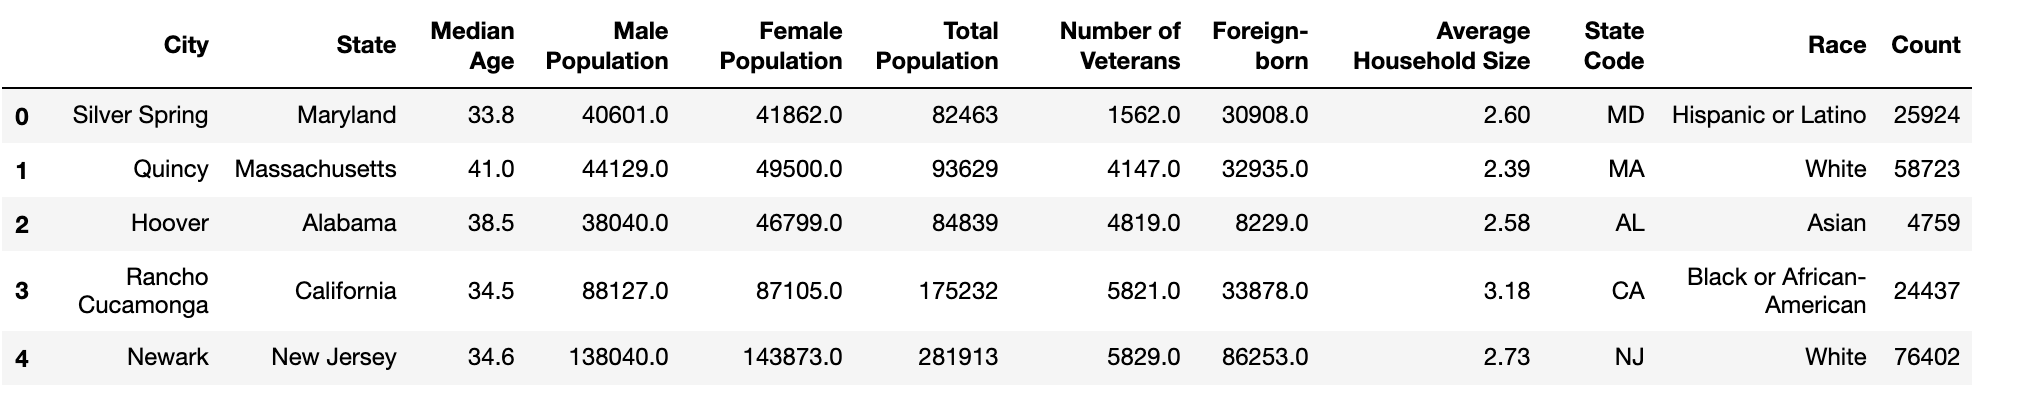 City State Median Age Male Population Female Population Total Population Number of Veterans Foreign-born Average Household Size State Code Race Count
0 Silver Spring Maryland 33.8 40601.0 41862.0 82463 1562.0 30908.0 2.60 MD Hispanic or Latino 25924
1 Quincy Massachusetts 41.0 44129.0 49500.0 93629 4147.0 32935.0 2.39 MA White 58723
2 Hoover Alabama 38.5 38040.0 46799.0 84839 4819.0 8229.0 2.58 AL Asian 4759
3 Rancho Cucamonga California 34.5 88127.0 87105.0 175232 5821.0 33878.0 3.18 CA Black or African-American 24437
4 Newark New Jersey 34.6 138040.0 143873.0 281913 5829.0 86253.0 2.73 NJ White 76402